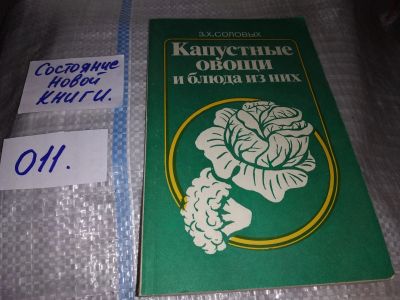 Состояние
новой
книги.
011.
З.Х.СОЛОВЫХ
Капустные
овощи
и блюда из них